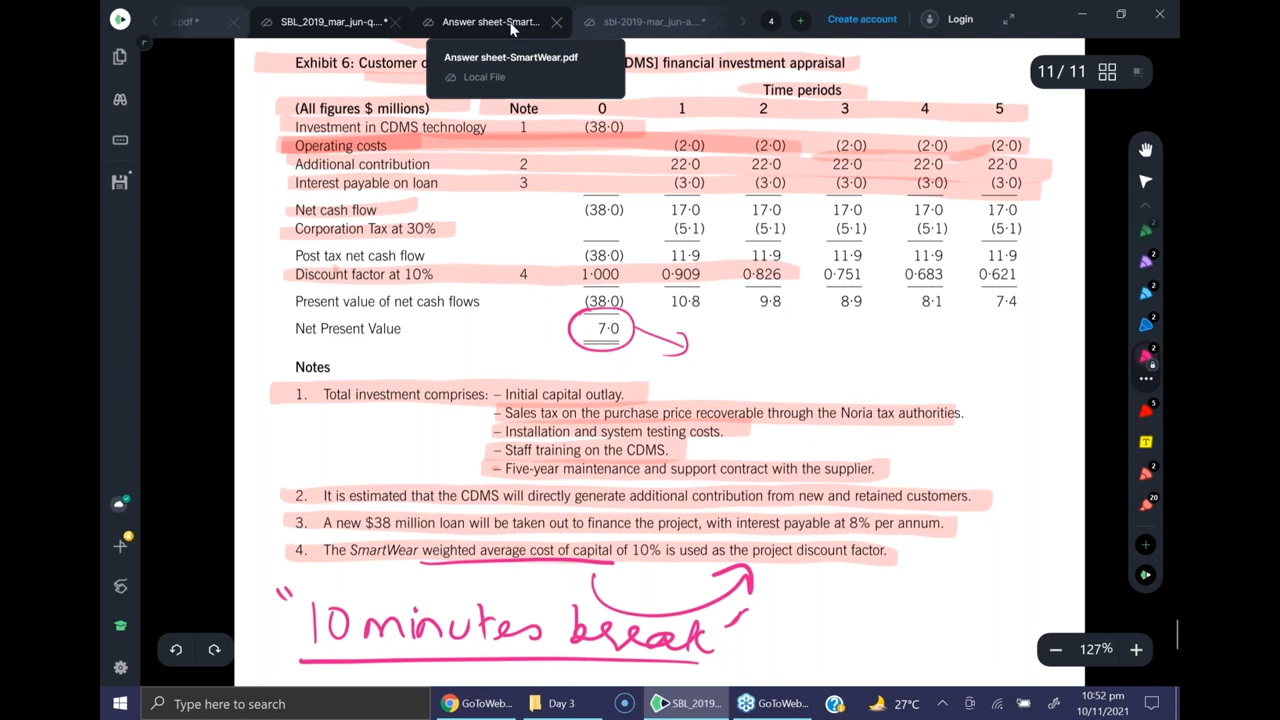 .pdf *
SBL_2019_mar_jun-q....*
Answer sheet-Smart...
sbl-2019-mar_jun-a....*
4
Create account
Login
Answer sheet-SmartWear.pdf
Local File
11/11
Exhibit 6: Customer DMS] financial investment appraisal
Time periods
(All figures $ millions) Note 0 1 2 3 4 5
Investment in CDMS technology 1 (38·0)
Operating costs (2·0) (2·0) (2·0) (2·0) (2·0)
Additional contribution 2 22·0 22·0 22·0 22·0 22·0
Interest payable on loan 3 (3·0) (3·0) (3·0) (3·0) (3·0)
Net cash flow (38·0) 17·0 17·0 17·0 17·0 17·0
Corporation Tax at 30% (5·1) (5·1) (5·1) (5·1) (5·1)
Post tax net cash flow (38·0) 11·9 11·9 11·9 11·9 11·9
Discount factor at 10% 4 1·000 0·909 0·826 0·751 0·683 0·621
Present value of net cash flows (38·0) 10·8 9·8 8·9 8·1 7·4
Net Present Value 7·0
Notes
1. Total investment comprises: – Initial capital outlay.
– Sales tax on the purchase price recoverable through the Noria tax authorities.
– Installation and system testing costs.
– Staff training on the CDMS.
– Five-year maintenance and support contract with the supplier.
2. It is estimated that the CDMS will directly generate additional contribution from new and retained customers.
3. A new $38 million loan will be taken out to finance the project, with interest payable at 8% per annum.
4. The SmartWear weighted average cost of capital of 10% is used as the project discount factor.
"10 minutes break"
127%
Type here to search
GoToWeb...
Day 3
SBL_2019...
GoToWeb...
27°C
10:52 pm
10/11/2021